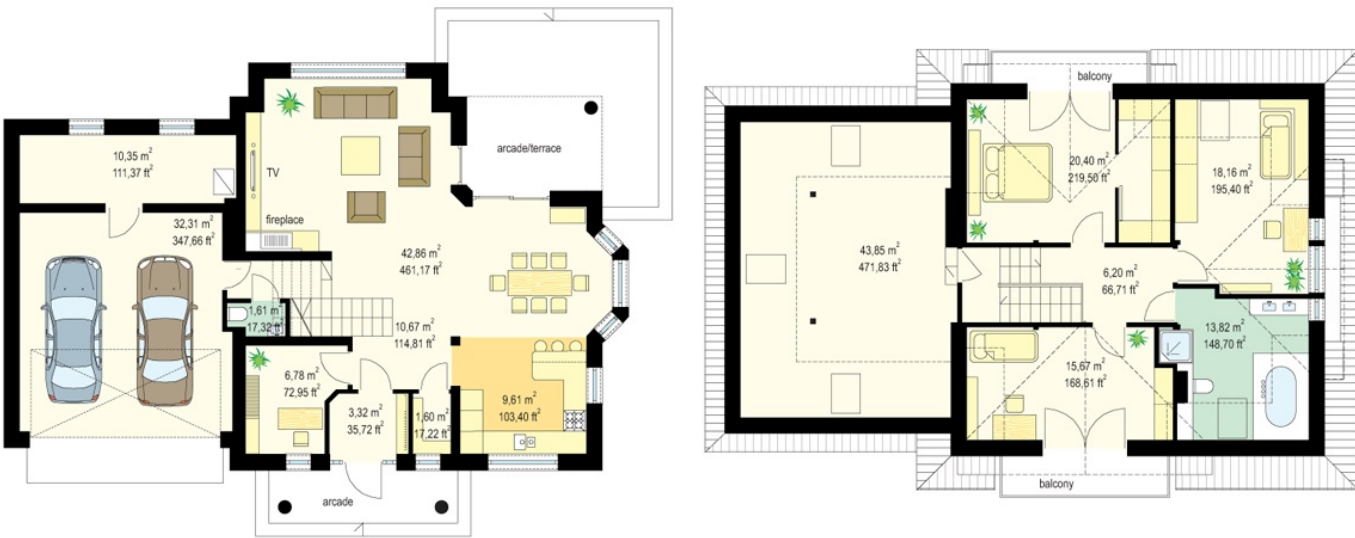 10,35 m²
111,37 ft²
TV
fireplace
arcade/terrace
32,31 m²
347,66 ft²
42,86 m²
461,17 ft²
1,61 m²
17,32 ft²
10,67 m²
114,81 ft²
6,78 m²
72,95 ft²
3,32 m²
35,72 ft²
1,60 m²
17,22 ft²
9,61 m²
103,40 ft²
arcade
balcony
20,40 m²
219,50 ft²
18,16 m²
195,40 ft²
43,85 m²
471,83 ft²
6,20 m²
66,71 ft²
13,82 m²
148,70 ft²
15,67 m²
168,61 ft²
balcony